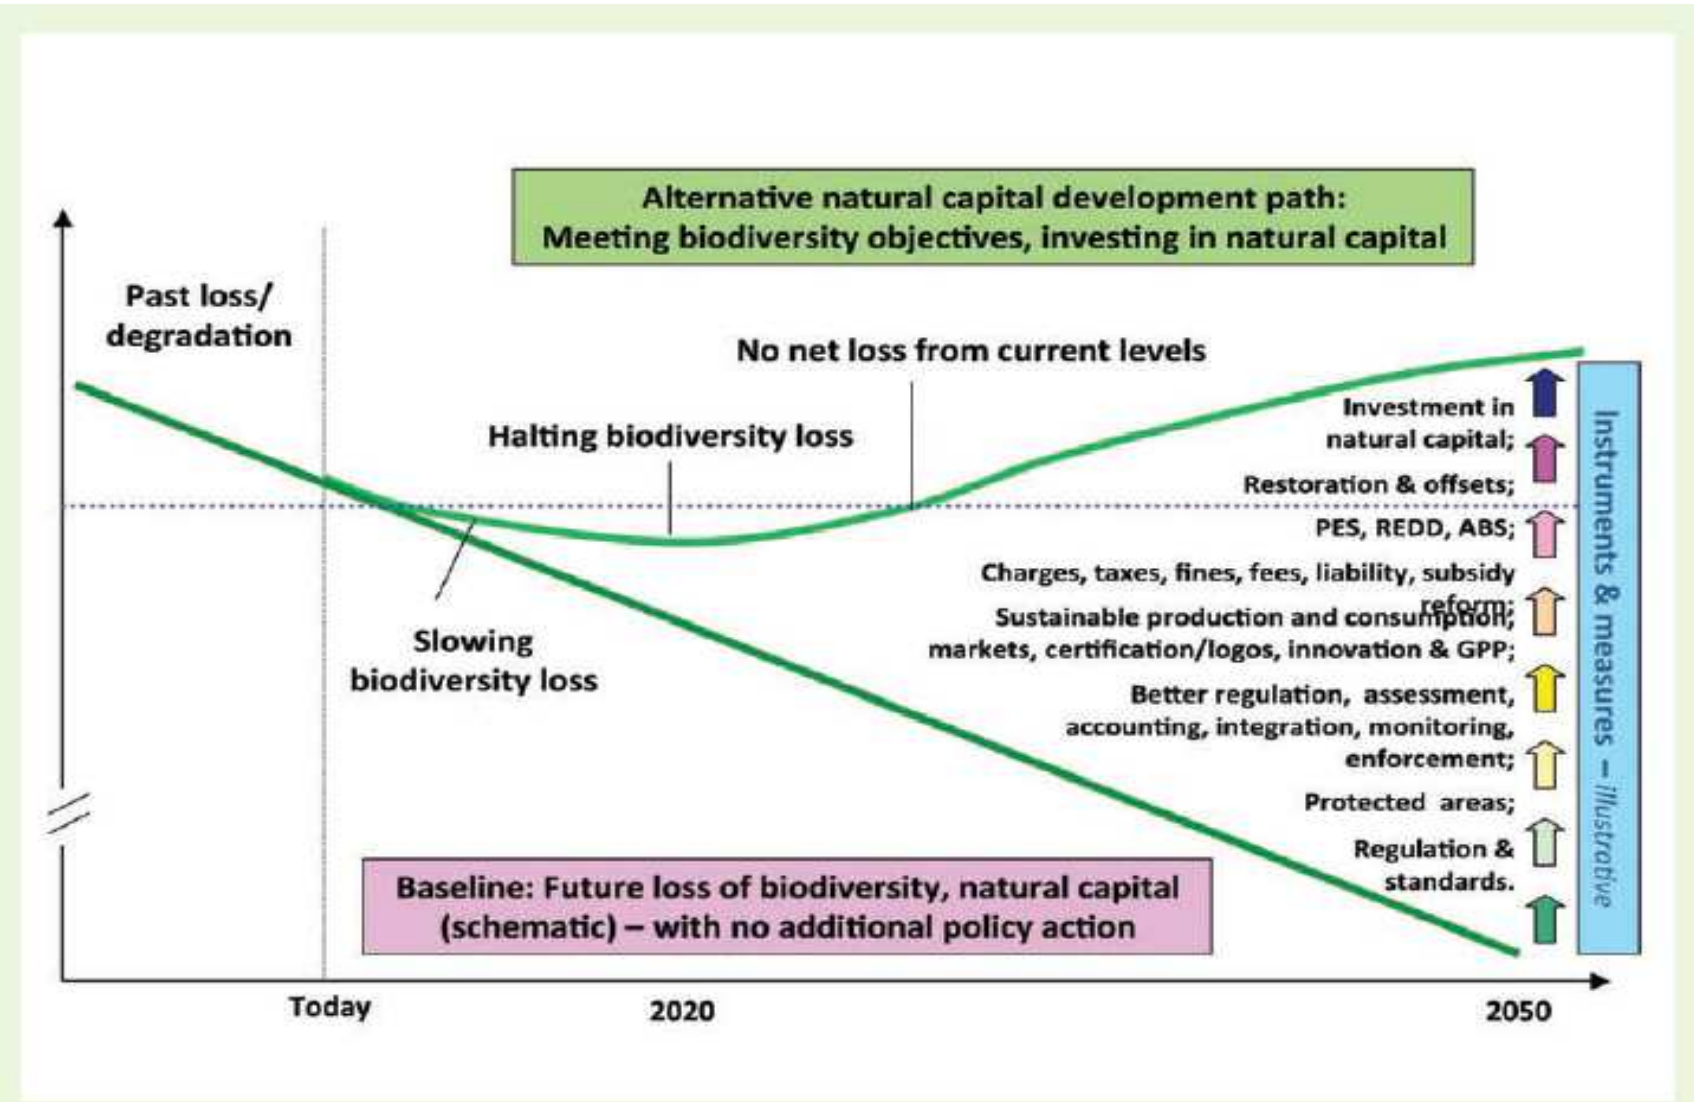 Alternative natural capital development path:
Meeting biodiversity objectives, investing in natural capital
Past loss/
degradation
No net loss from current levels
Halting biodiversity loss
Slowing
biodiversity loss
Investment in
natural capital;
Restoration & offsets;
PES, REDD, ABS;
Charges, taxes, fines, fees, liability, subsidy
reform;
Sustainable production and consumption;
markets, certification/logos, innovation & GPP;
Better regulation, assessment,
accounting, integration, monitoring,
enforcement;
Protected areas;
Regulation &
standards.
Instruments & measures – illustrative
Baseline: Future loss of biodiversity, natural capital
(schematic) – with no additional policy action
Today
2020
2050